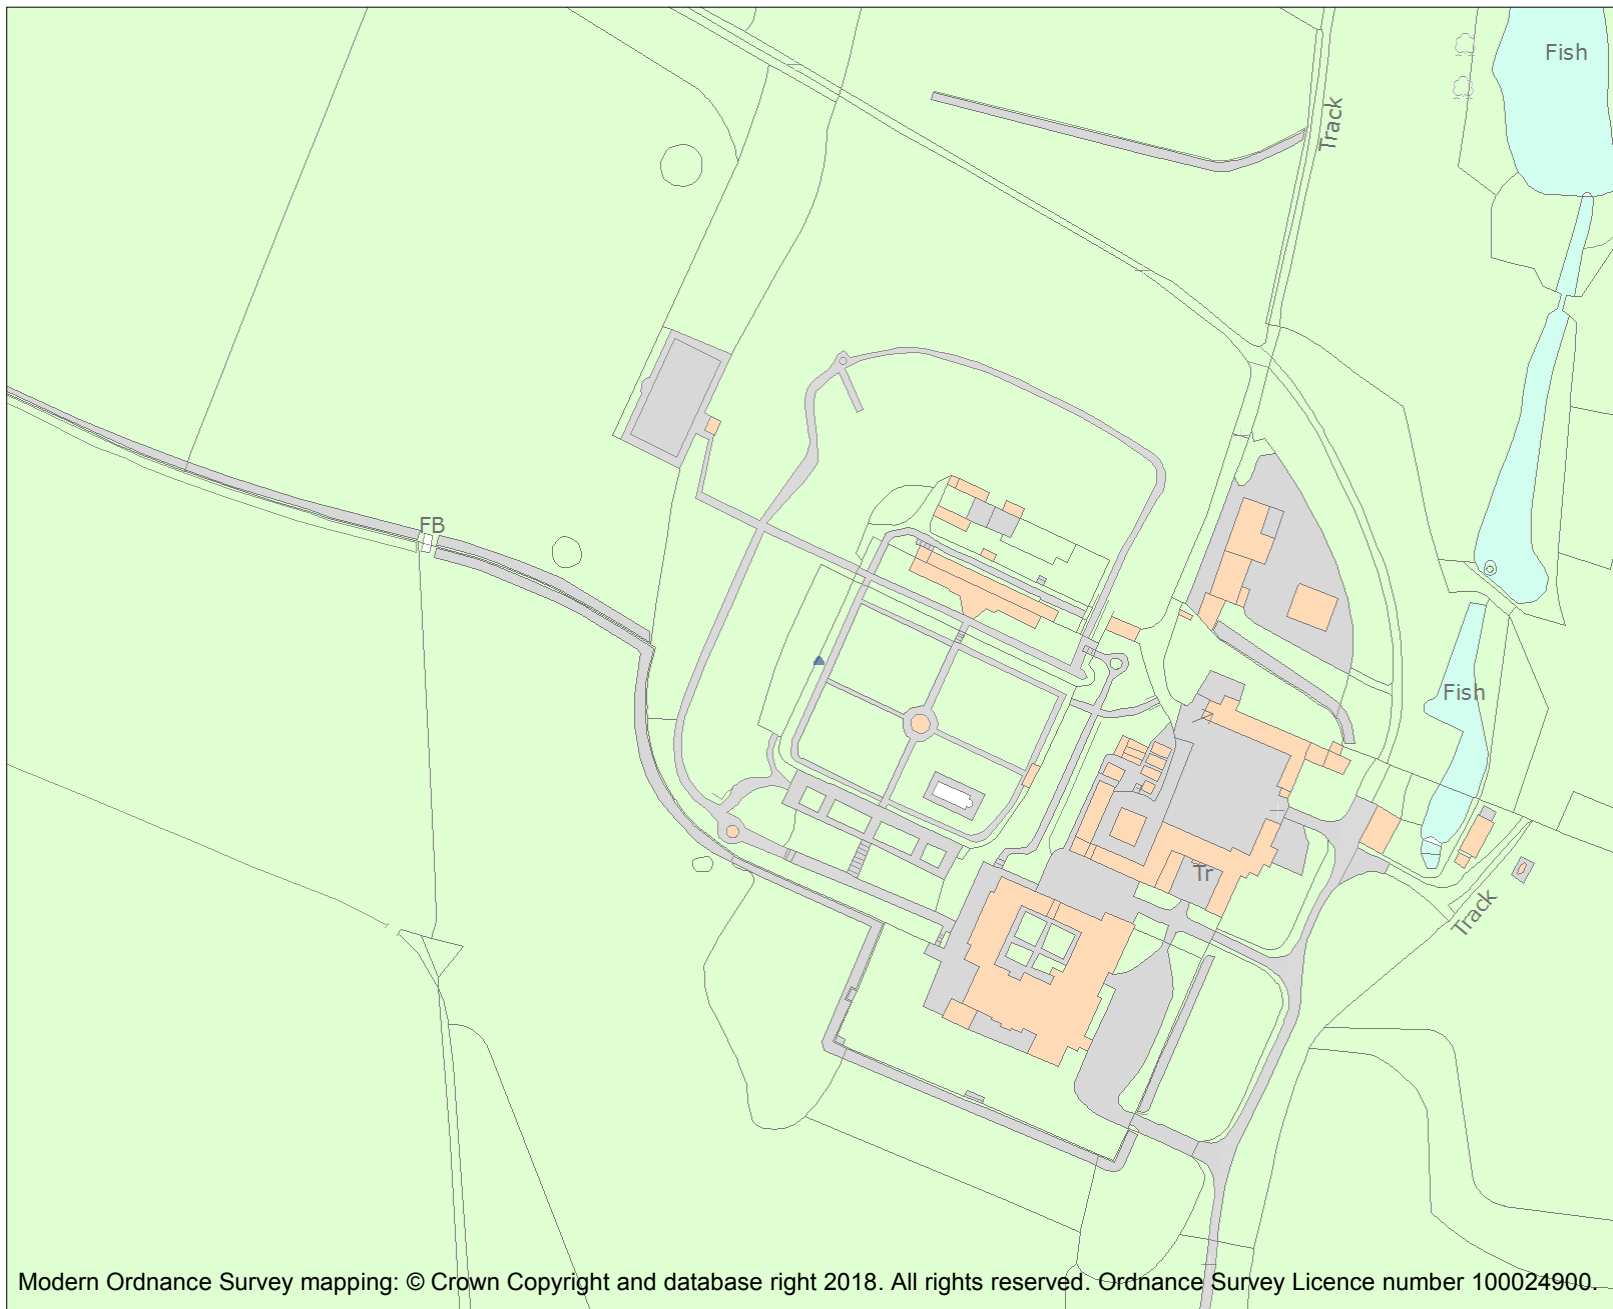 Fish
Track
FB
Fish
Tr
Track
Modern Ordnance Survey mapping: © Crown Copyright and database right 2018. All rights reserved. Ordnance Survey Licence number 100024900.